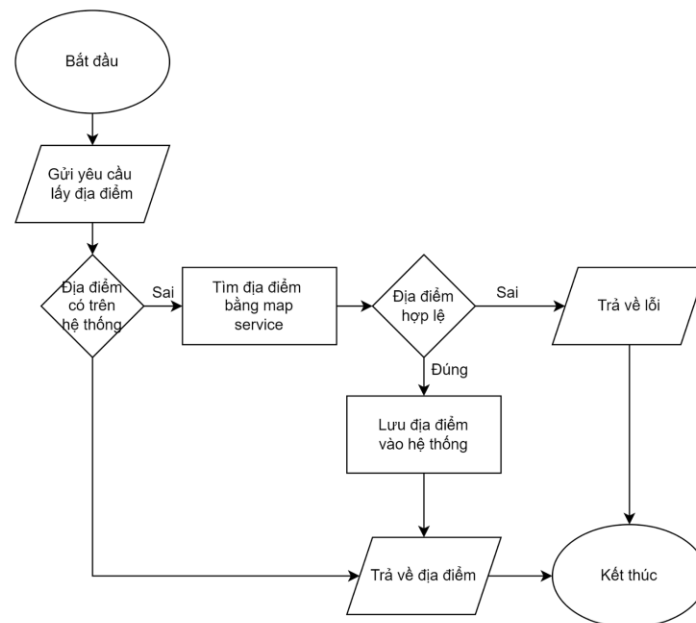 Bắt đầu
Gửi yêu cầu
lấy địa điểm
Địa điểm
có trên
hệ thống
Sai
Tìm địa điểm
bằng map
service
Địa điểm
hợp lệ
Sai
Trả về lỗi
Đúng
Lưu địa điểm
vào hệ thống
Trả về địa điểm
Kết thúc